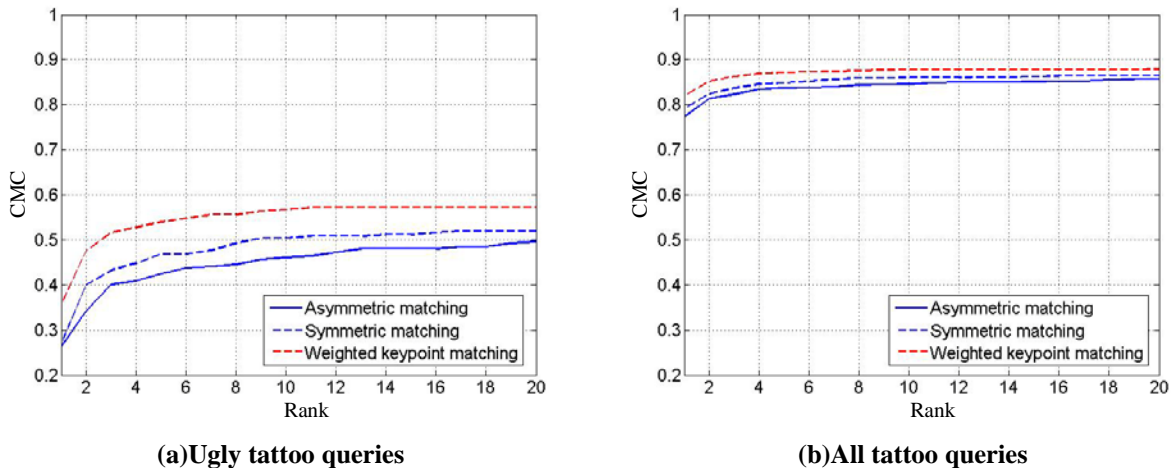 1
0.9
0.8
0.7
0.6
0.5
0.4
0.3
0.2
CMC
Asymmetric matching
Symmetric matching
Weighted keypoint matching
2 4 6 8 10 12 14 16 18 20
Rank
(a)Ugly tattoo queries
1
0.9
0.8
0.7
0.6
0.5
0.4
0.3
0.2
CMC
Asymmetric matching
Symmetric matching
Weighted keypoint matching
2 4 6 8 10 12 14 16 18 20
Rank
(b)All tattoo queries